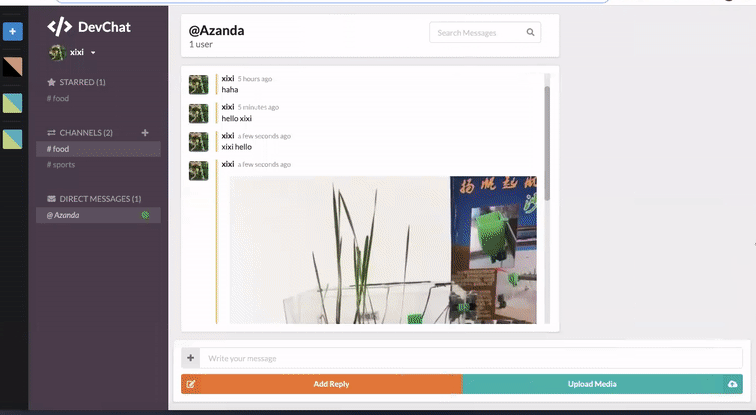 DevChat
xixi
STARRED (1)
# food
CHANNELS (2)
# food
# sports
DIRECT MESSAGES (1)
@ Azanda
@Azanda
1 user
Search Messages
xixi 5 hours ago
haha
xixi 5 minutes ago
hello xixi
xixi a few seconds ago
xixi hello
xixi a few seconds ago
Write your message
Add Reply
Upload Media